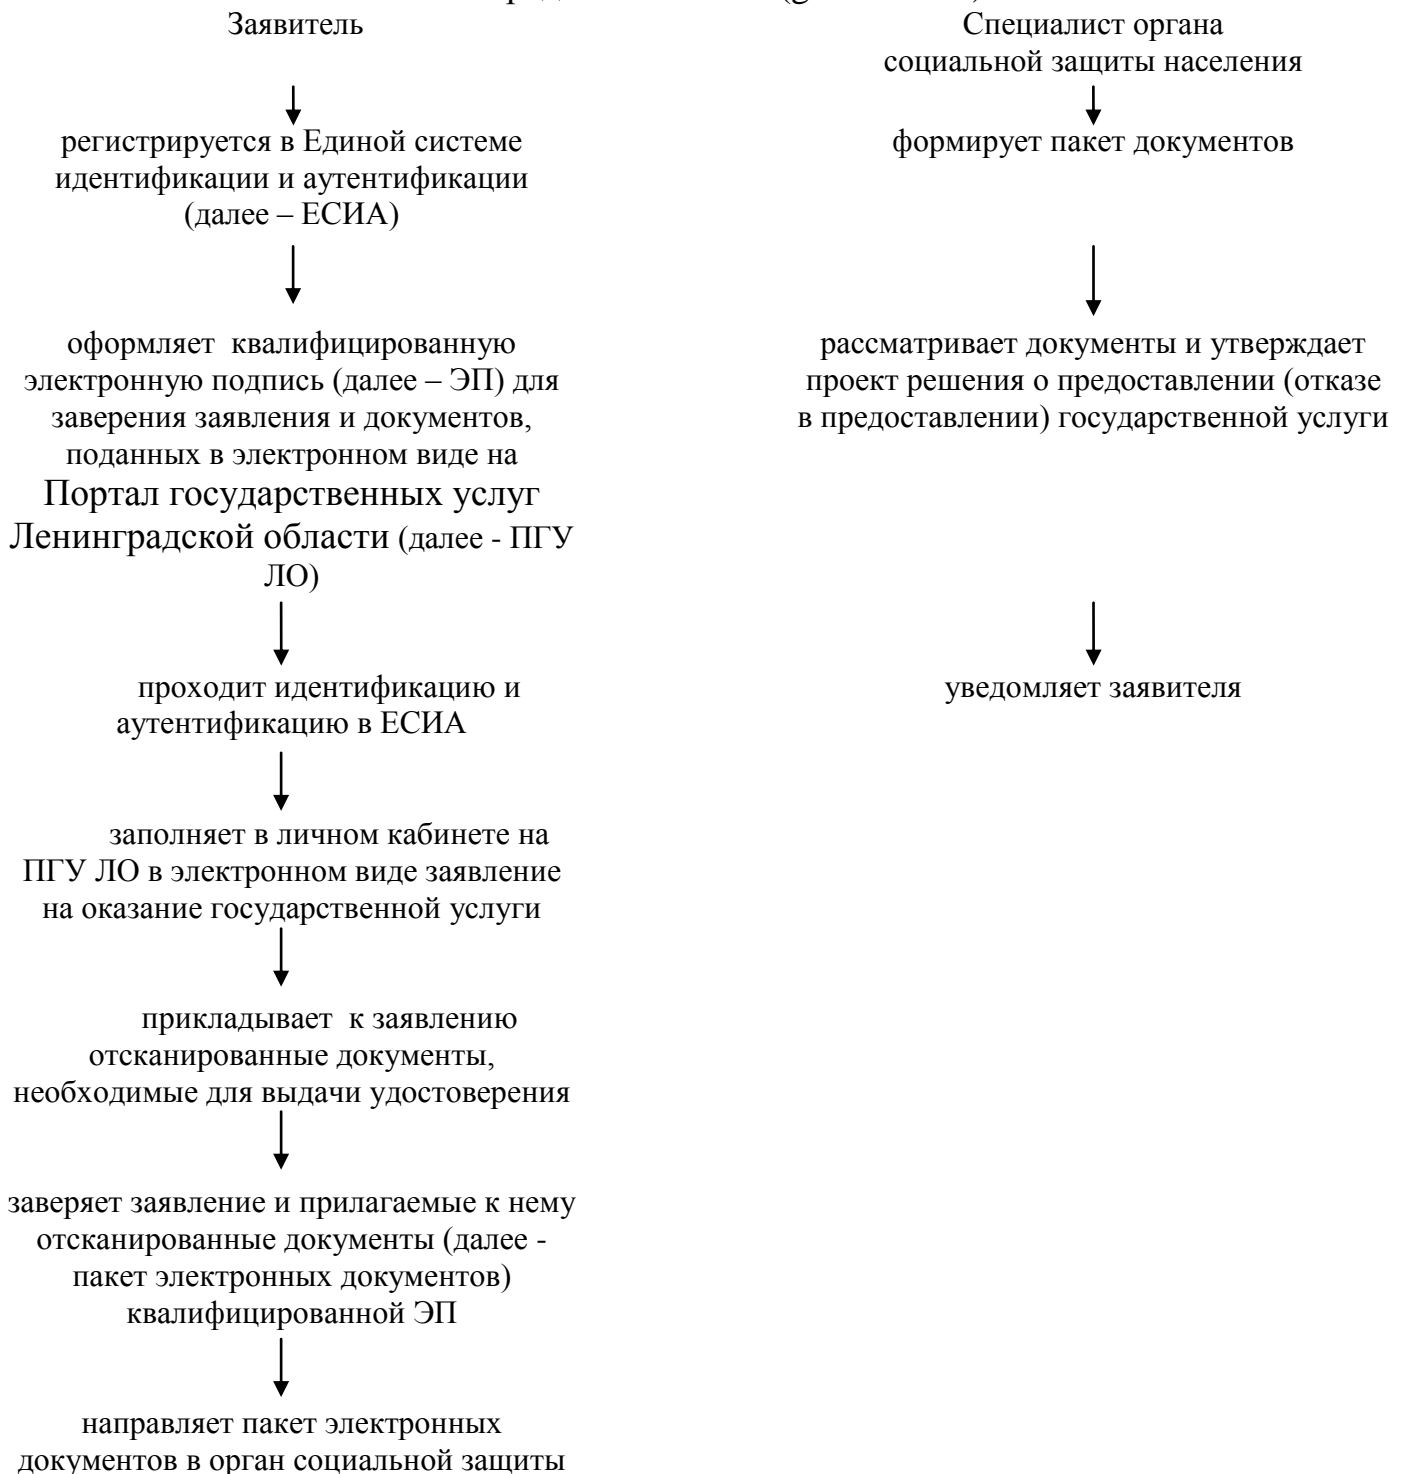 Заявитель
регистрируется в Единой системе
идентификации и аутентификации
(далее – ЕСИА)
оформляет квалифицированную
электронную подпись (далее – ЭП) для
заверения заявления и документов,
поданных в электронном виде на
Портал государственных услуг
Ленинградской области (далее - ПГУ
ЛО)
проходит идентификацию и
аутентификацию в ЕСИА
заполняет в личном кабинете на
ПГУ ЛО в электронном виде заявление
на оказание государственной услуги
прикладывает к заявлению
отсканированные документы,
необходимые для выдачи удостоверения
заверяет заявление и прилагаемые к нему
отсканированные документы (далее -
пакет электронных документов)
квалифицированной ЭП
направляет пакет электронных
документов в орган социальной защиты
Специалист органа
социальной защиты населения
формирует пакет документов
рассматривает документы и утверждает
проект решения о предоставлении (отказе
в предоставлении) государственной услуги
уведомляет заявителя